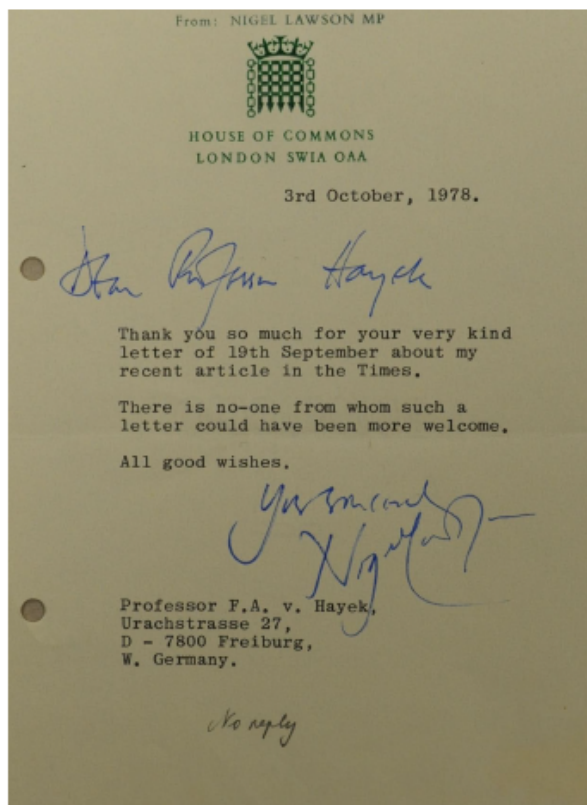 From: NIGEL LAWSON MP
HOUSE OF COMMONS
LONDON SW1A 0AA
3rd October, 1978.
Dear Professor Hayek
Thank you so much for your very kind
letter of 19th September about my
recent article in the Times.
There is no-one from whom such a
letter could have been more welcome.
All good wishes.
Yours sincerely
Nigel Lawson
Professor F.A. v. Hayek,
Urachstrasse 27,
D - 7800 Freiburg,
W. Germany.
No reply